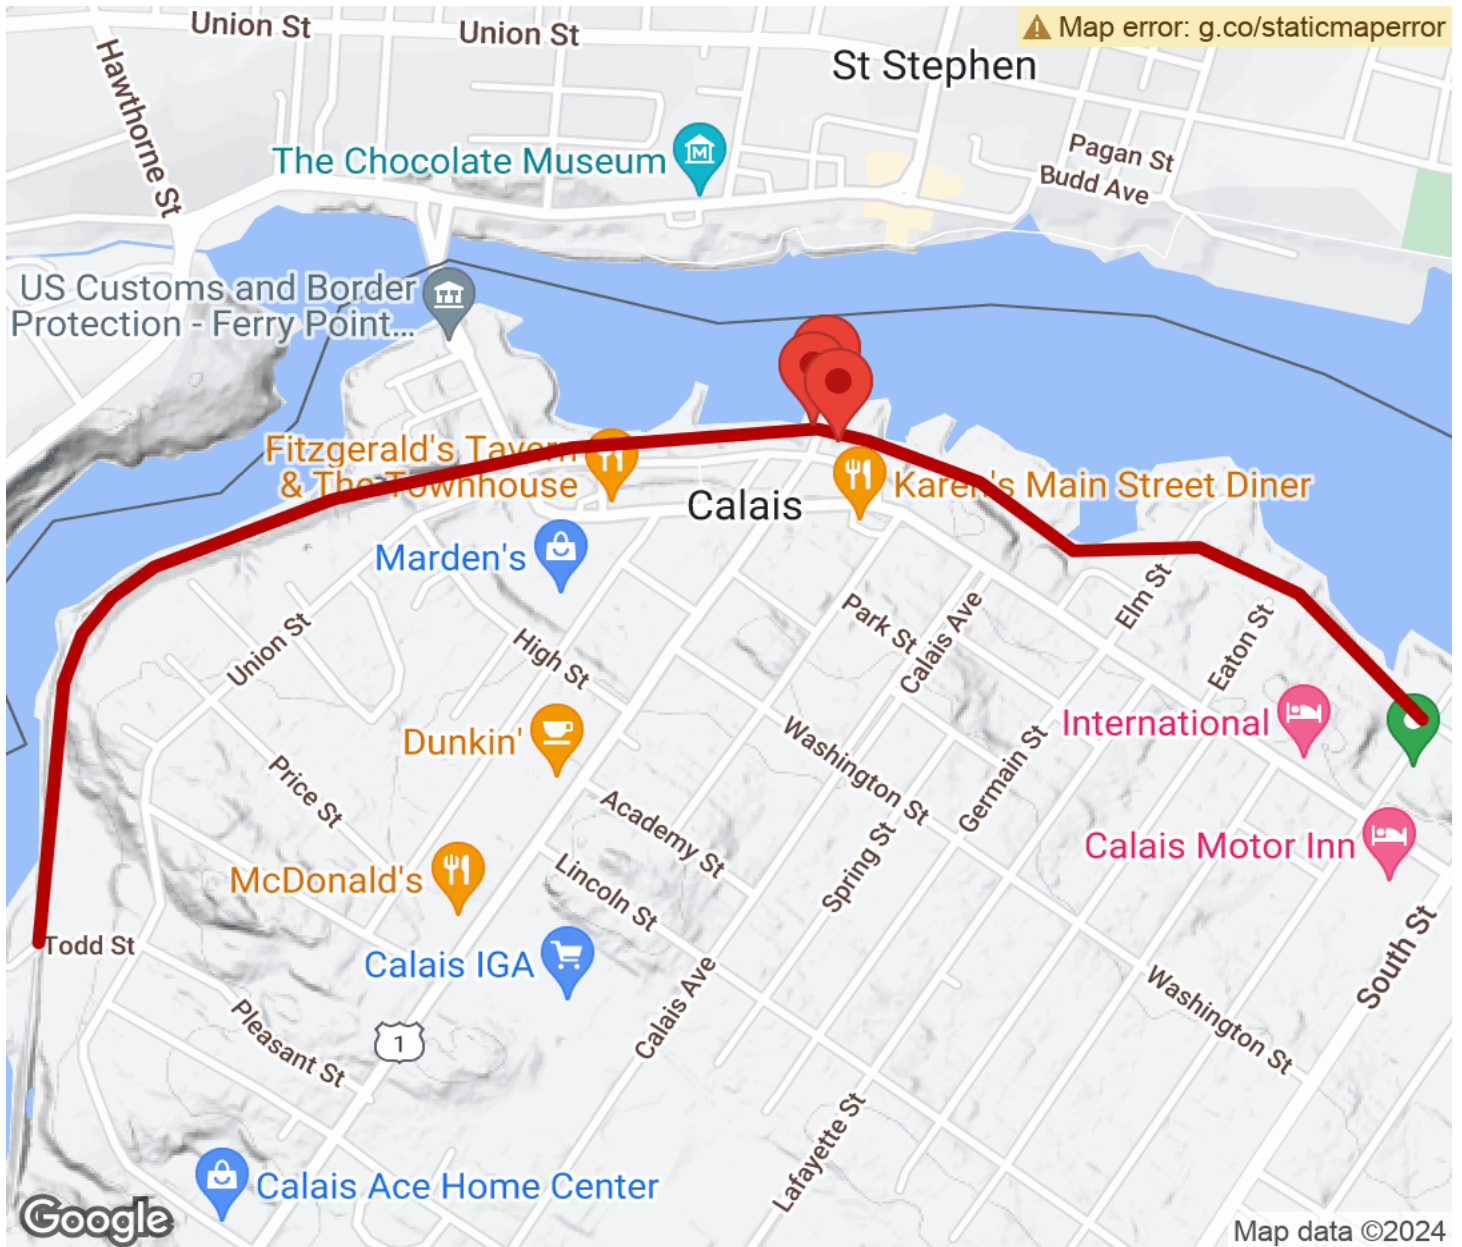 Union St
Union St
Map error: g.co/staticmaperror
St Stephen
Hawthorne St
The Chocolate Museum
M
Pagan St
Budd Ave
US Customs and Border
Protection - Ferry Point...
Fitzgerald's Tavern
& The Townhouse
Karen's Main Street Diner
Calais
Marden's
Park St
Calais Ave
Elm St
Eaton St
Union St
High St
International
Dunkin'
Washington St
Germain St
Price St
Academy St
Calais Motor Inn
McDonald's
Lincoln St
Spring St
Todd St
Calais IGA
South St
Calais Ave
Washington St
Pleasant St
1
Lafayette St
Calais Ace Home Center
Google
Map data ©2024